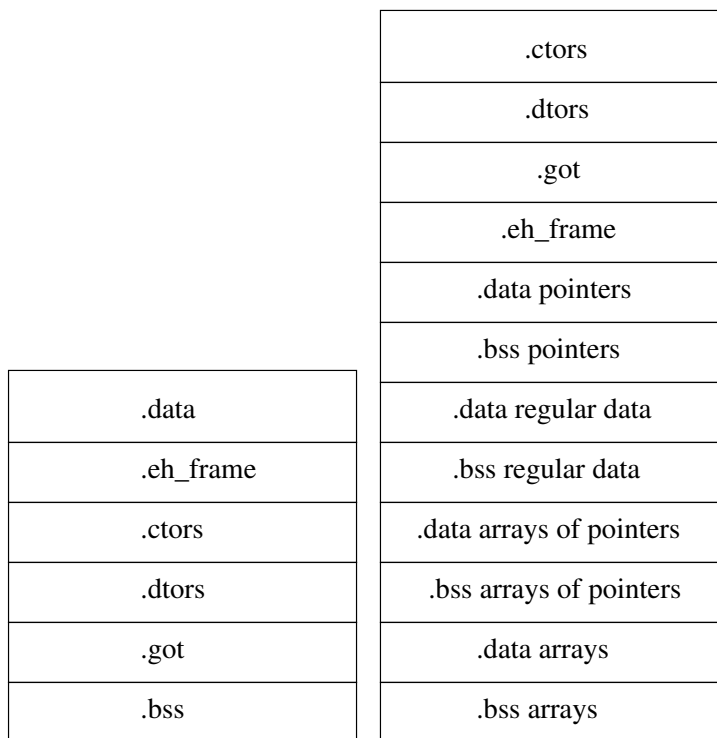 .data
.eh_frame
.ctors
.dtors
.got
.bss
.ctors
.dtors
.got
.eh_frame
.data pointers
.bss pointers
.data regular data
.bss regular data
.data arrays of pointers
.bss arrays of pointers
.data arrays
.bss arrays